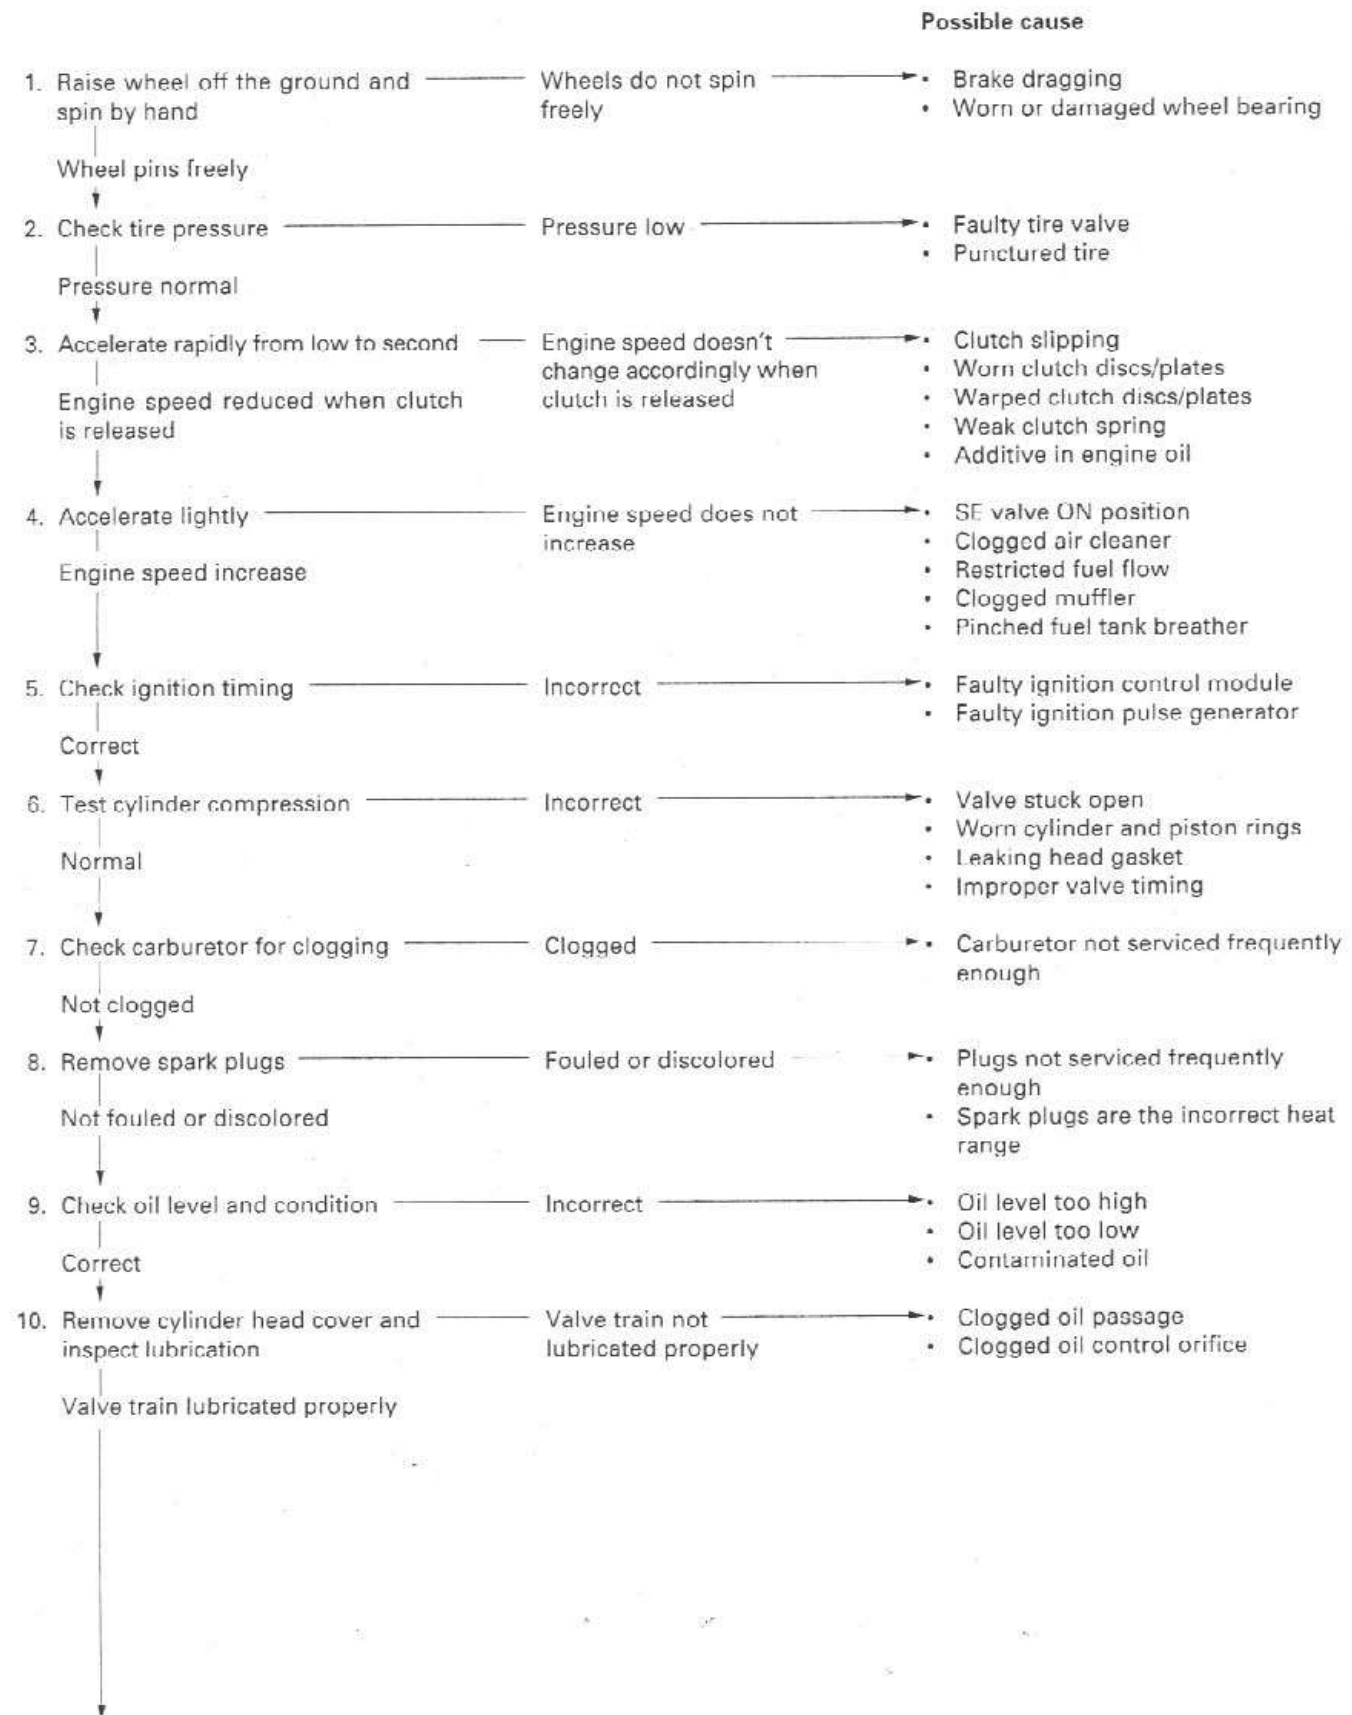 Possible cause
1. Raise wheel off the ground and Wheels do not spin • Brake dragging
spin by hand freely • Worn or damaged wheel bearing
Wheel pins freely
2. Check tire pressure Pressure low • Faulty tire valve
• Punctured tire
Pressure normal
3. Accelerate rapidly from low to second Engine speed doesn't • Clutch slipping
change accordingly when • Worn clutch discs/plates
Engine speed reduced when clutch clutch is released • Warped clutch discs/plates
is released • Weak clutch spring
• Additive in engine oil
4. Accelerate lightly Engine speed does not • SE valve ON position
increase • Clogged air cleaner
Engine speed increase • Restricted fuel flow
• Clogged muffler
• Pinched fuel tank breather
5. Check ignition timing Incorrect • Faulty ignition control module
• Faulty ignition pulse generator
Correct
6. Test cylinder compression Incorrect • Valve stuck open
• Worn cylinder and piston rings
Normal • Leaking head gasket
• Improper valve timing
7. Check carburetor for clogging Clogged • Carburetor not serviced frequently
enough
Not clogged
8. Remove spark plugs Fouled or discolored • Plugs not serviced frequently
enough
Not fouled or discolored • Spark plugs are the incorrect heat
range
9. Check oil level and condition Incorrect • Oil level too high
• Oil level too low
Correct • Contaminated oil
10. Remove cylinder head cover and Valve train not • Clogged oil passage
inspect lubrication lubricated properly • Clogged oil control orifice
Valve train lubricated properly